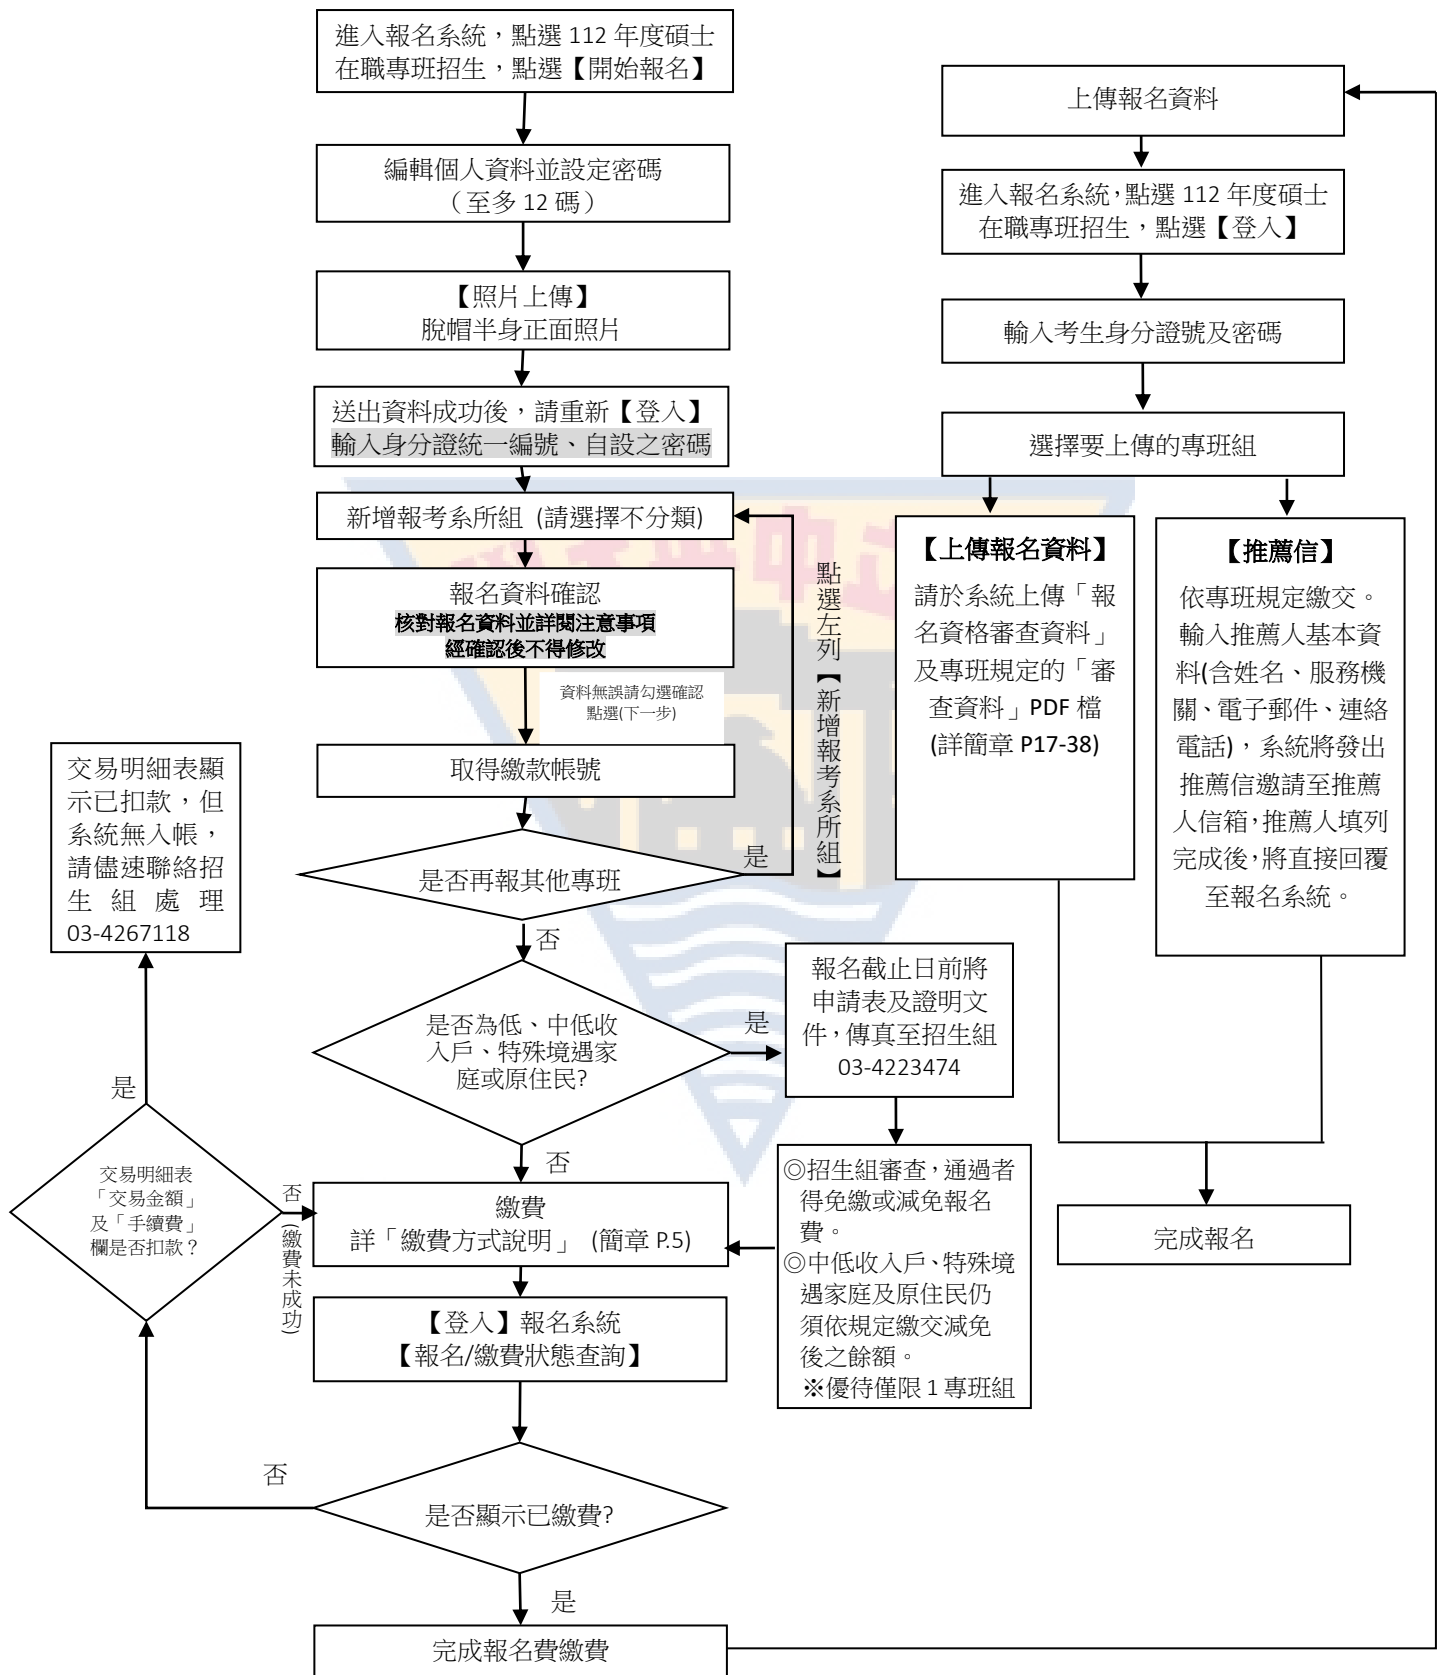 進入報名系統，點選 112 年度碩士
在職專班招生，點選【開始報名】
編輯個人資料並設定密碼
（至多 12 碼）
【照片上傳】
脫帽半身正面照片
送出資料成功後，請重新【登入】
輸入身分證統一編號、自設之密碼
新增報考系所組 (請選擇不分類)
報名資料確認
核對報名資料並詳閱注意事項
經確認後不得修改
資料無誤請勾選確認
點選(下一步)
取得繳款帳號
是否再報其他專班
是
點選左列【新增報考系所組】
否
是否為低、中低收
入戶、特殊境遇家
庭或原住民?
是
報名截止日前將
申請表及證明文
件，傳真至招生組
03-4223474
◎招生組審查，通過者
得免繳或減免報名
費。
◎中低收入戶、特殊境
遇家庭及原住民仍
須依規定繳交減免
後之餘額。
※優待僅限 1 專班組
否
繳費
詳「繳費方式說明」 (簡章 P.5)
【登入】報名系統
【報名/繳費狀態查詢】
是否顯示已繳費?
否
交易明細表
「交易金額」
及「手續費」
欄是否扣款？
否(繳費未成功)
是
交易明細表顯
示已扣款，但
系統無入帳，
請儘速聯絡招
生組處理
03-4267118
是
完成報名費繳費
上傳報名資料
進入報名系統，點選 112 年度碩士
在職專班招生，點選【登入】
輸入考生身分證號及密碼
選擇要上傳的專班組
【上傳報名資料】
請於系統上傳「報
名資格審查資料」
及專班規定的「審
查資料」PDF 檔
(詳簡章 P17-38)
【推薦信】
依專班規定繳交。
輸入推薦人基本資
料(含姓名、服務機
關、電子郵件、連絡
電話)，系統將發出
推薦信邀請至推薦
人信箱，推薦人填列
完成後，將直接回覆
至報名系統。
完成報名